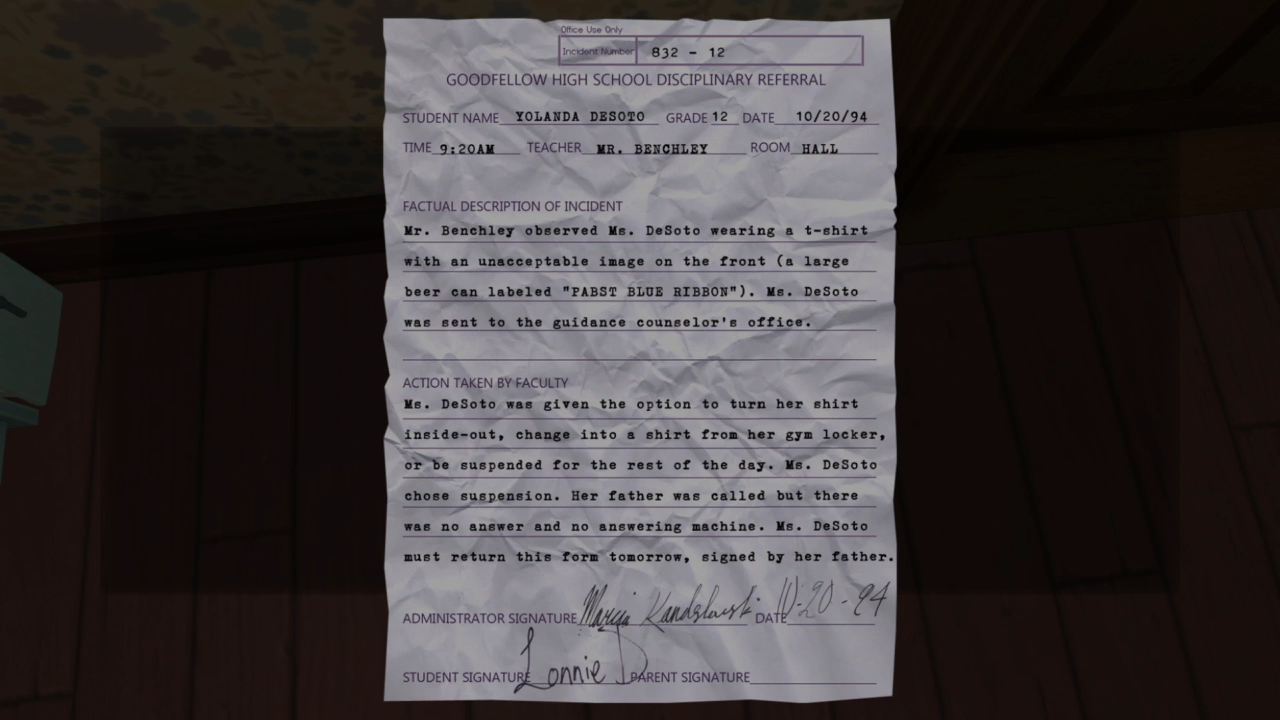 Office Use Only
Incident Number 832 - 12
GOODFELLOW HIGH SCHOOL DISCIPLINARY REFERRAL
STUDENT NAME YOLANDA DESOTO GRADE 12 DATE 10/20/94
TIME 9:20AM TEACHER MR. BENCHLEY ROOM HALL
FACTUAL DESCRIPTION OF INCIDENT
Mr. Benchley observed Ms. DeSoto wearing a t-shirt
with an unacceptable image on the front (a large
beer can labeled "PABST BLUE RIBBON"). Ms. DeSoto
was sent to the guidance counselor's office.
ACTION TAKEN BY FACULTY
Ms. DeSoto was given the option to turn her shirt
inside-out, change into a shirt from her gym locker,
or be suspended for the rest of the day. Ms. DeSoto
chose suspension. Her father was called but there
was no answer and no answering machine. Ms. DeSoto
must return this form tomorrow, signed by her father.
ADMINISTRATOR SIGNATURE Marcia DATE 10-20-94
STUDENT SIGNATURE Lonnie D PARENT SIGNATURE